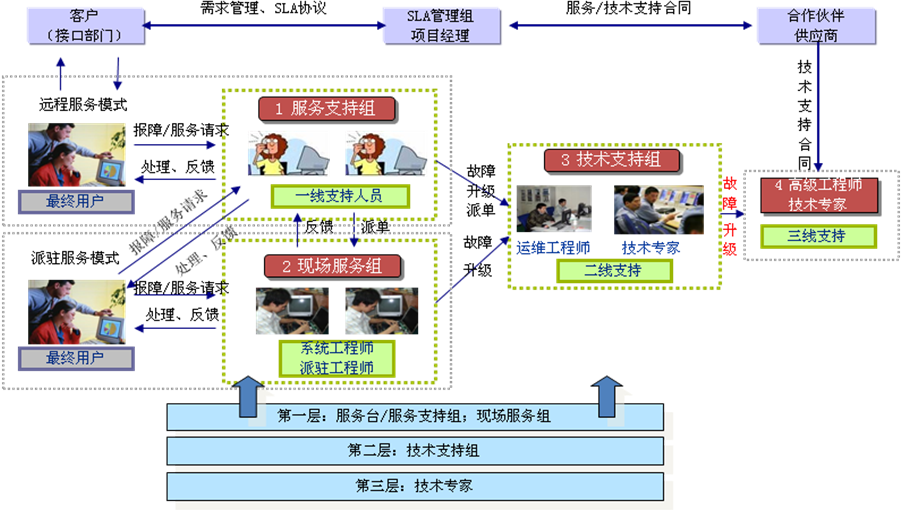 客户
（接口部门）
需求管理、SLA协议
SLA管理组
项目经理
服务/技术支持合同
合作伙伴
供应商
技术支持合同
远程服务模式
最终用户
报障/服务请求
处理、反馈
1 服务支持组
一线支持人员
报障/服务请求
处理、反馈
反馈
派单
故障
升级
派单
故障
升级
3 技术支持组
运维工程师
技术专家
二线支持
故障升级
4 高级工程师
技术专家
三线支持
派驻服务模式
最终用户
报障/服务请求
处理、反馈
2 现场服务组
系统工程师
派驻工程师
第一层：服务台/服务支持组；现场服务组
第二层：技术支持组
第三层：技术专家